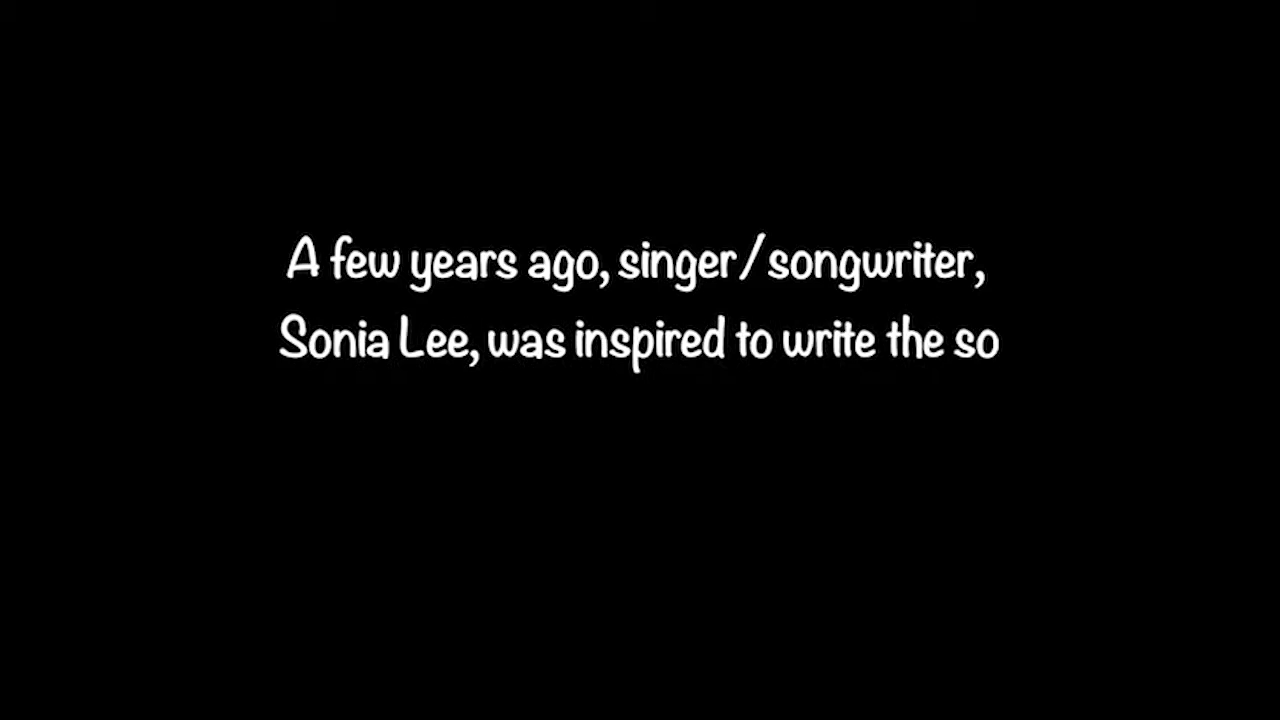 A few years ago, singer/songwriter,
Sonia Lee, was inspired to write the so